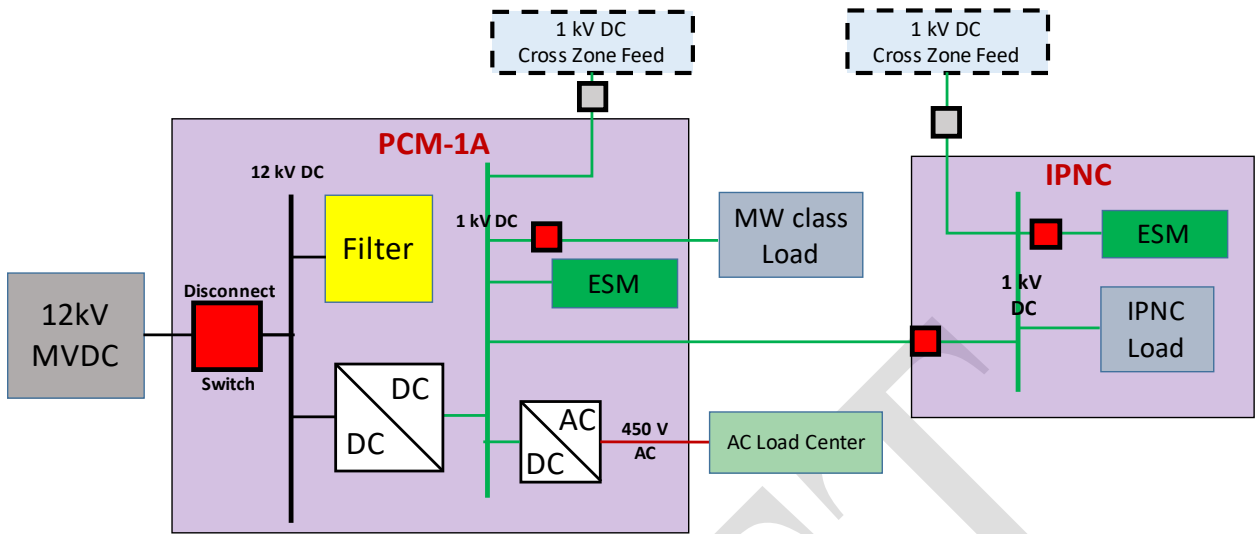 1 kV DC
Cross Zone Feed
1 kV DC
Cross Zone Feed
PCM-1A
12 kV DC
Filter
1 kV DC
MW class
Load
ESM
Disconnect
Switch
12kV
MVDC
DC
DC
AC
DC
450 V
AC
AC Load Center
IPNC
ESM
1 kV
DC
IPNC
Load